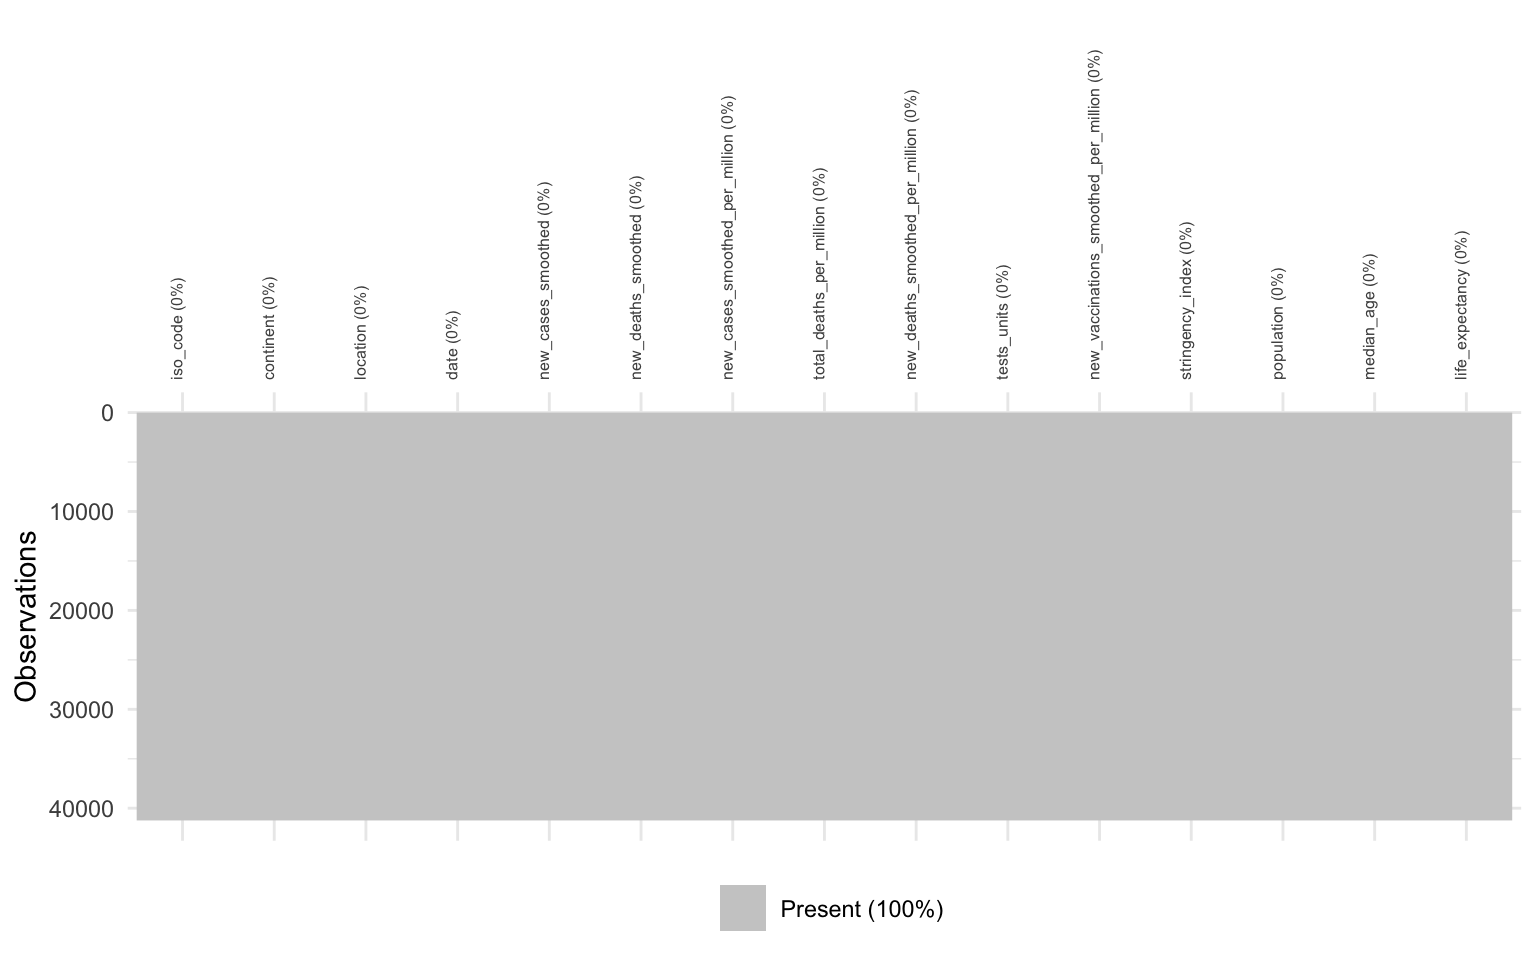 iso_code (0%)
continent (0%)
location (0%)
date (0%)
new_cases_smoothed (0%)
new_deaths_smoothed (0%)
new_cases_smoothed_per_million (0%)
total_deaths_per_million (0%)
new_deaths_smoothed_per_million (0%)
tests_units (0%)
new_vaccinations_smoothed_per_million (0%)
stringency_index (0%)
population (0%)
median_age (0%)
life_expectancy (0%)
Observations
0
10000
20000
30000
40000
Present (100%)